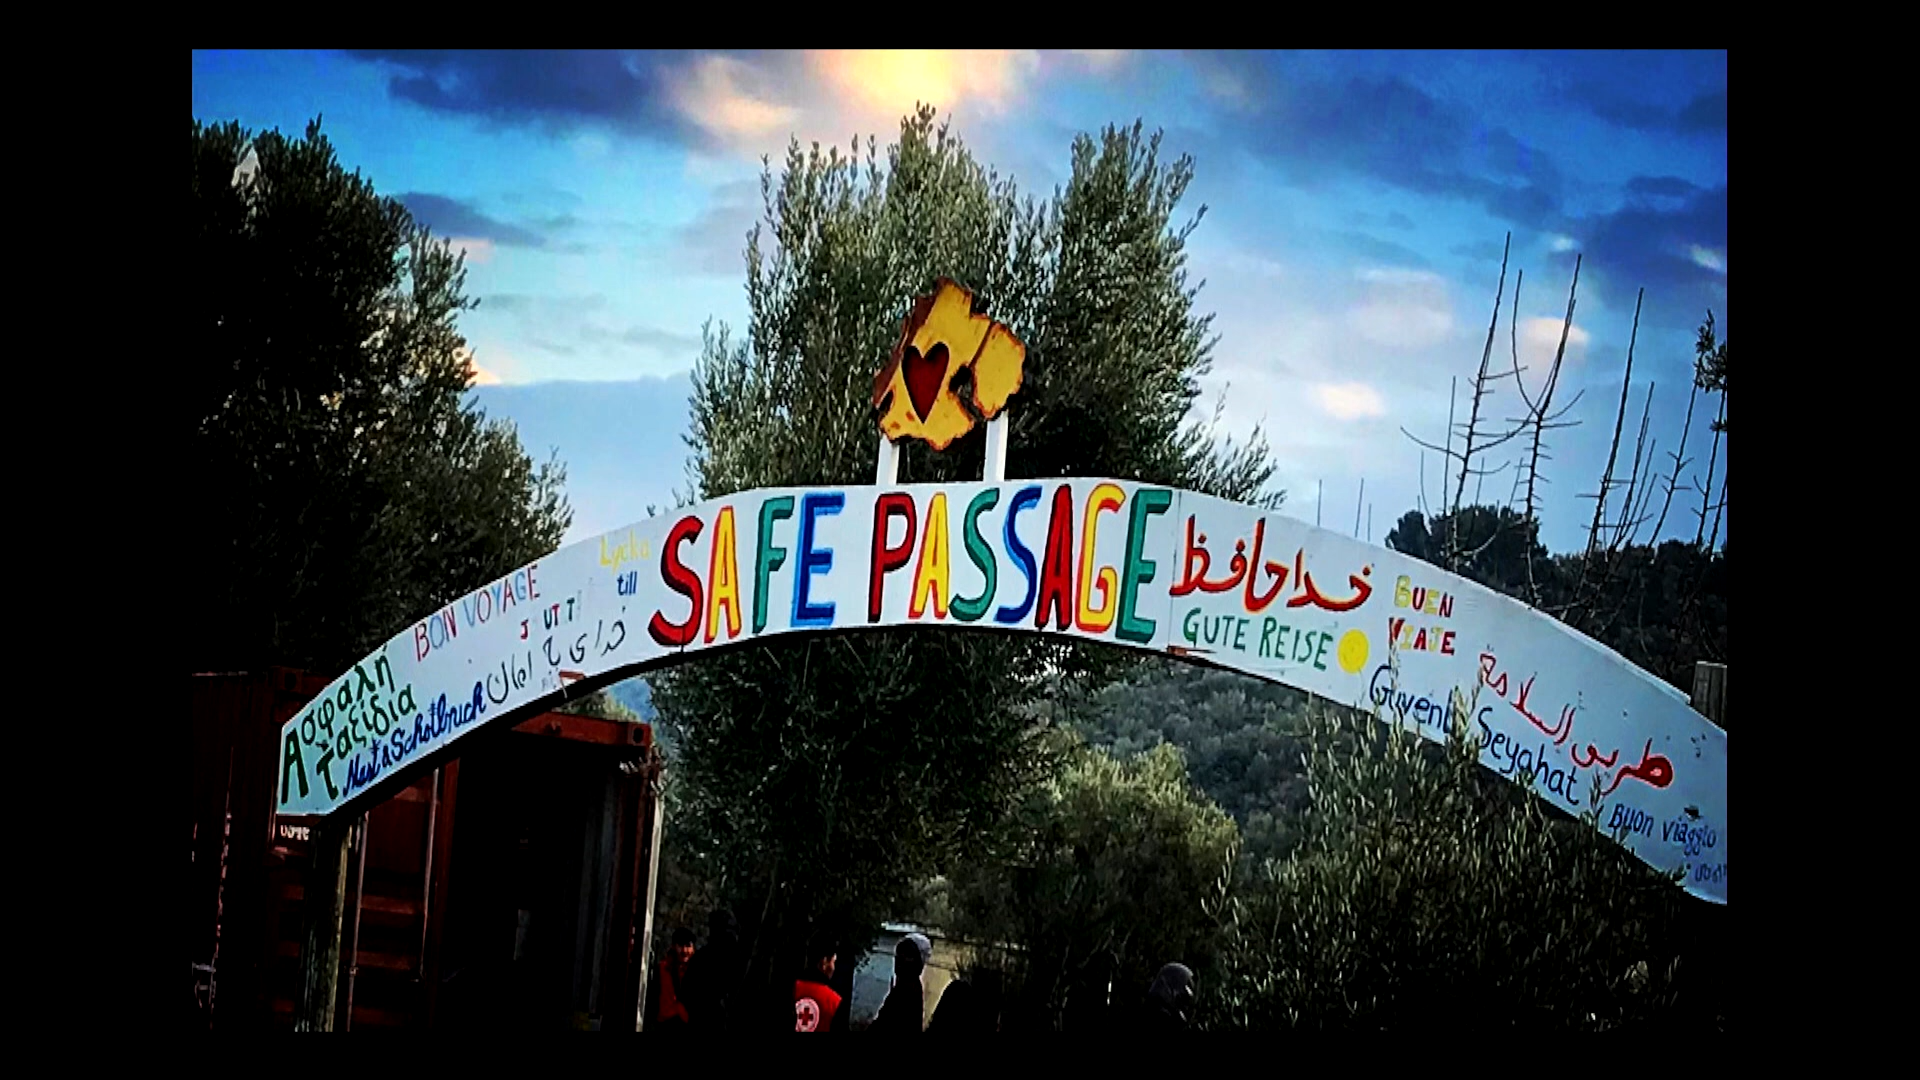 Ασφαλή
Ταξίδια
Mast & Schotbruch
BON VOYAGE
Lycka
till
SAFE PASSAGE
خداحافظ
GUTE REISE
BUEN
VIAJE
طريق السلامة
Güvenli Seyahat
Buon viaggio